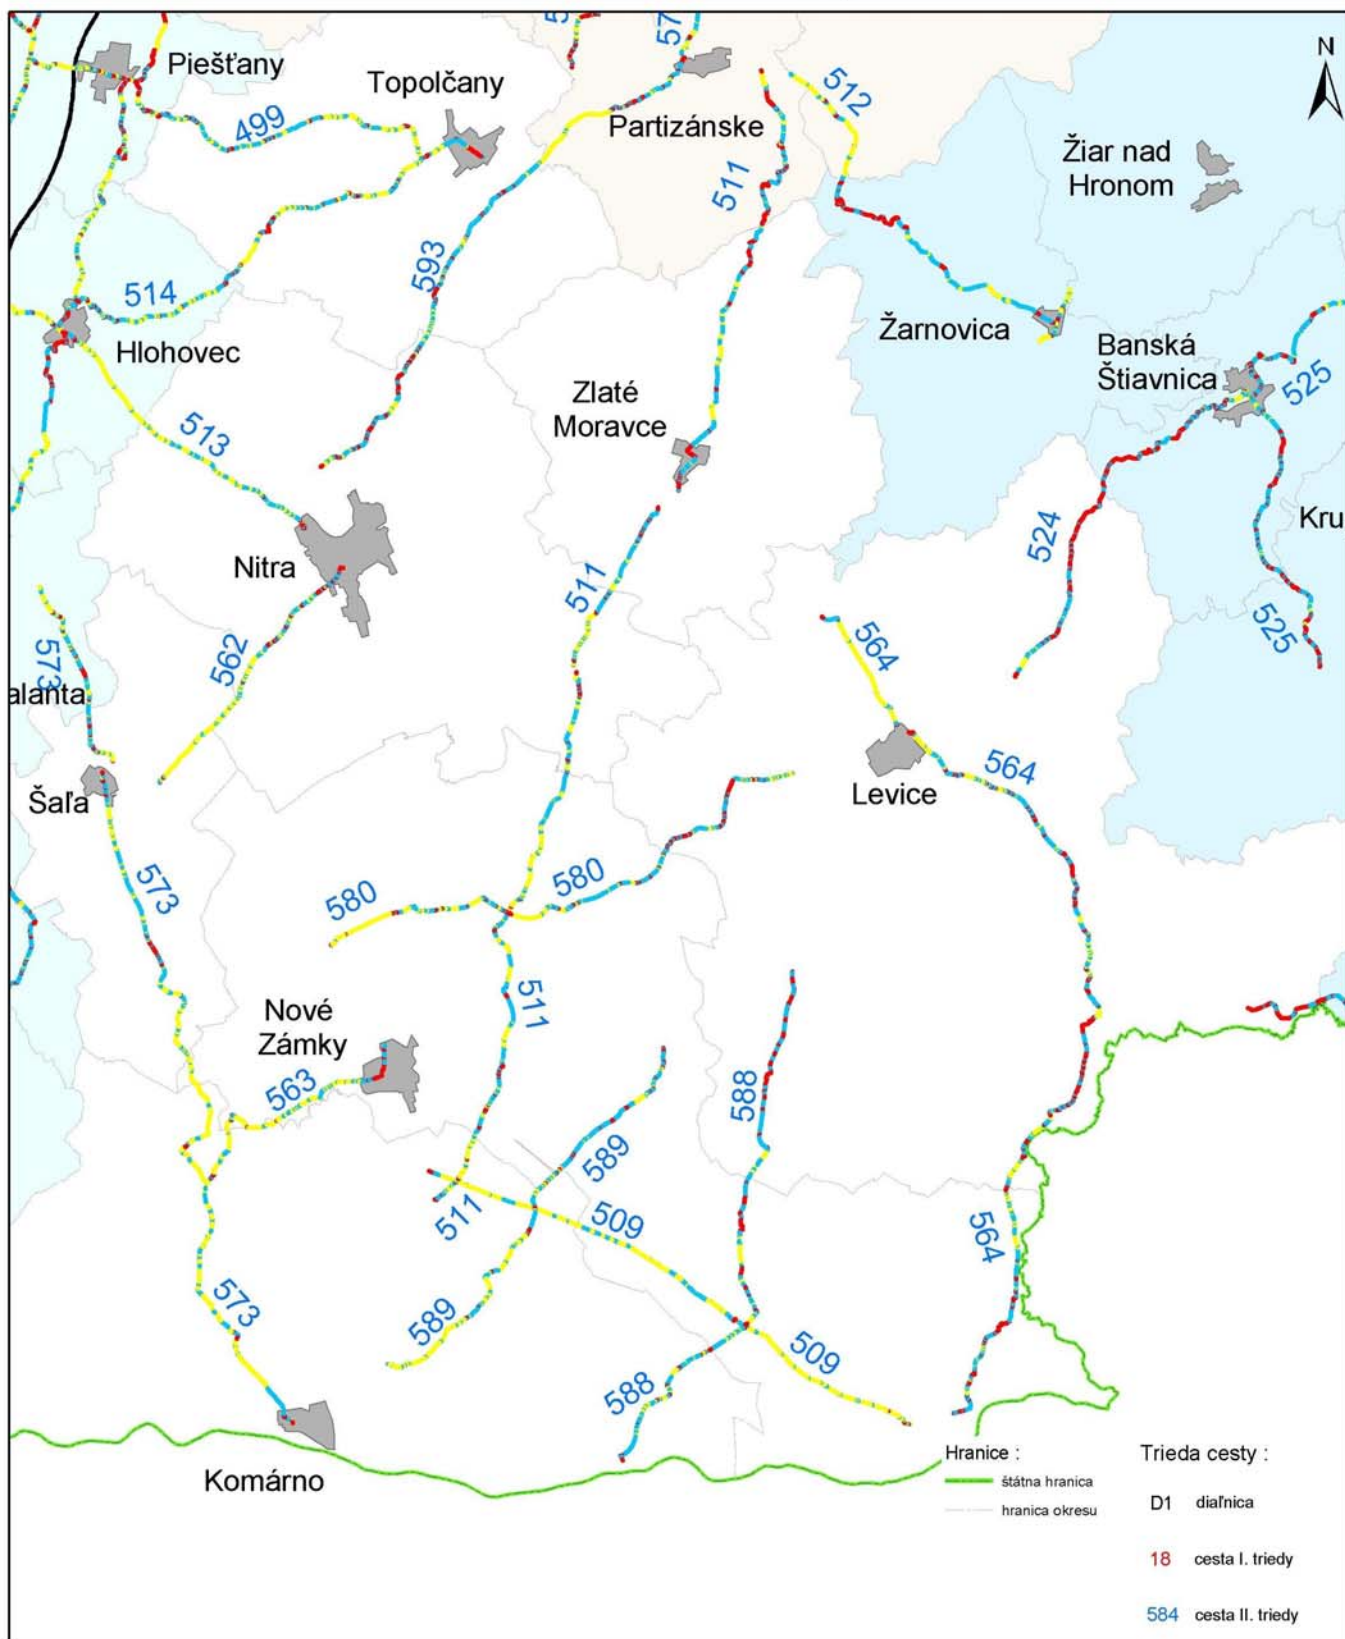 N
Piešťany
Topolčany
57
512
499
Partizánske
Žiar nad
Hronom
511
593
514
Žarnovica
Hlohovec
Banská
Štiavnica
525
Zlaté
Moravce
513
524
Kru
Nitra
511
573
562
564
525
alanta
564
Šaľa
Levice
573
580
580
511
Nové
Zámky
563
588
589
511
509
564
573
589
509
588
Komárno
Hranice :
štátna hranica
hranica okresu
Trieda cesty :
D1 diaľnica
18 cesta I. triedy
584 cesta II. triedy